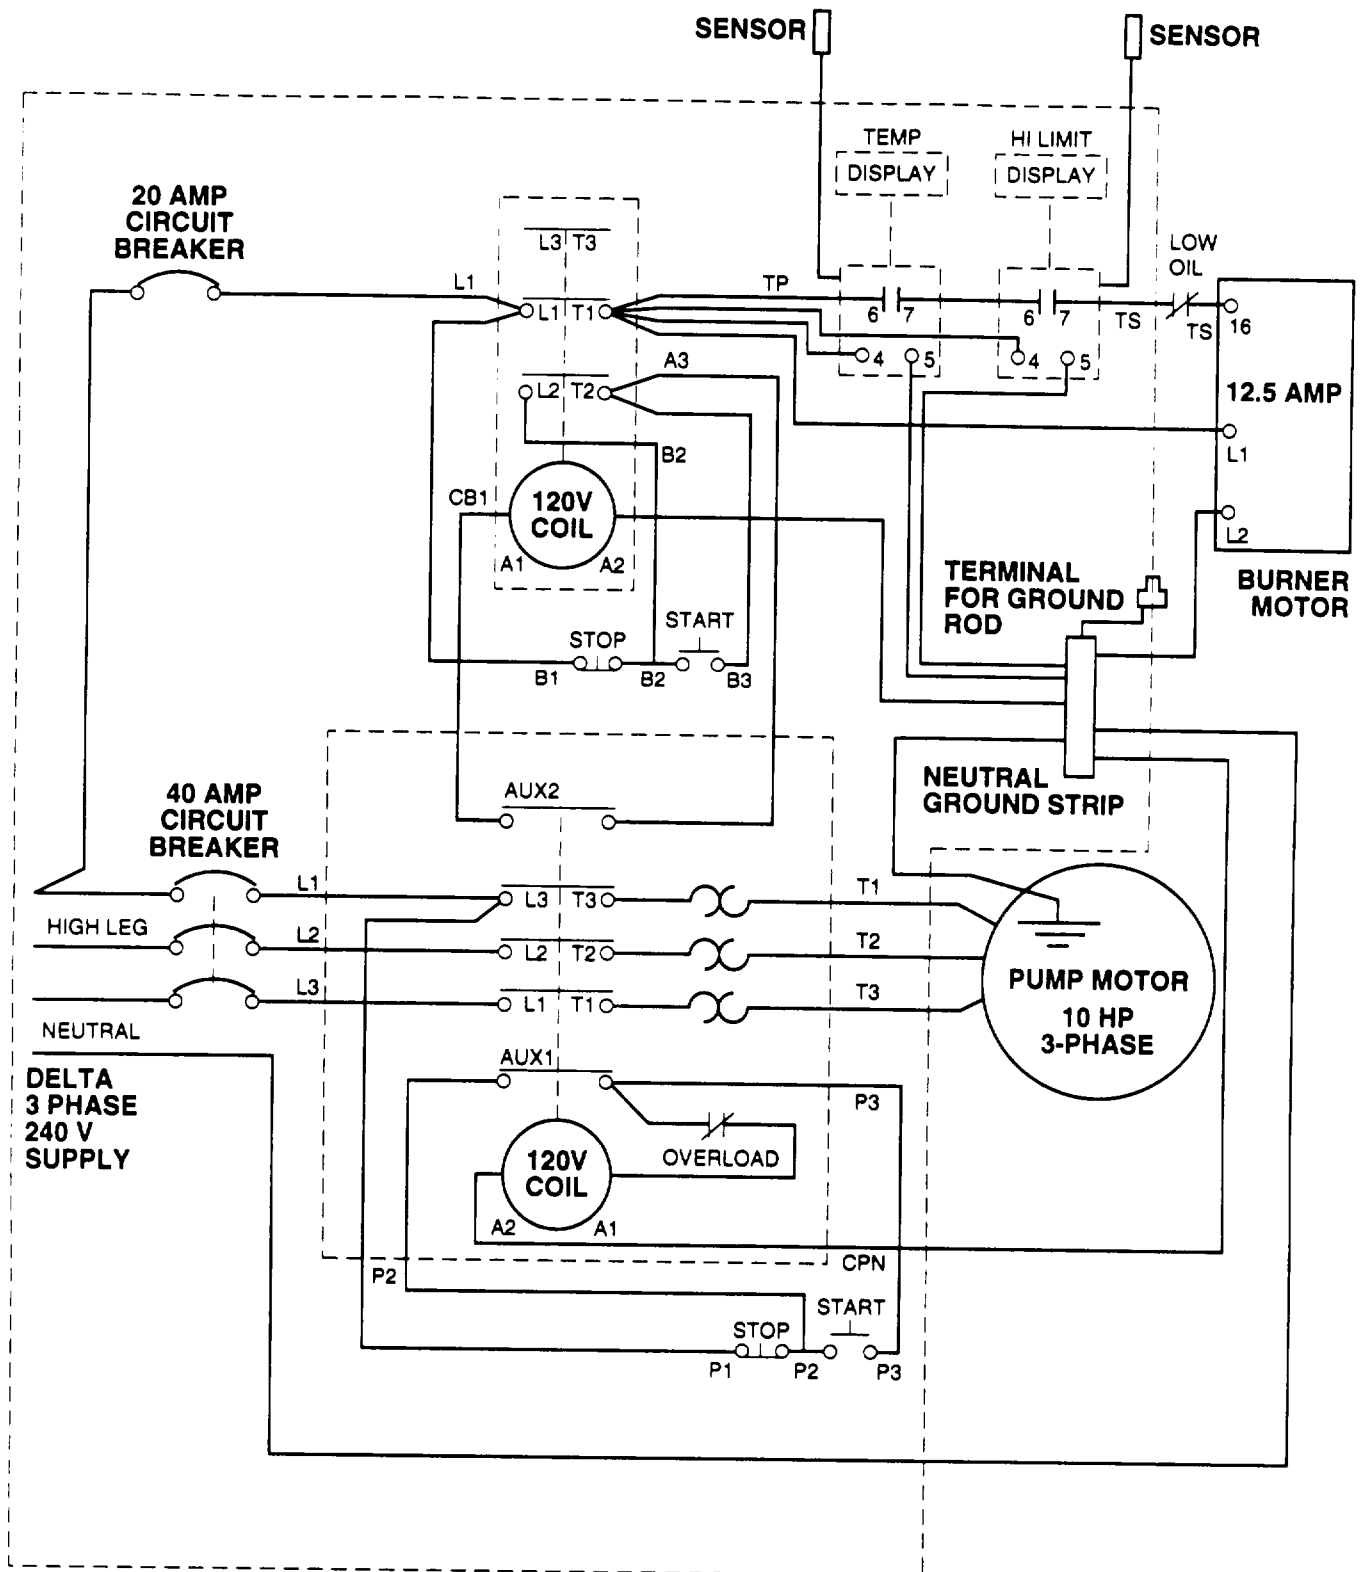 SENSOR
SENSOR
TEMP
DISPLAY
HI LIMIT
DISPLAY
20 AMP
CIRCUIT
BREAKER
L3 T3
LOW
OIL
L1
L1 T1
TP
6 7
6 7
TS
TS
16
4 5
4 5
A3
L2 T2
12.5 AMP
B2
L1
CB1
120V
COIL
A1 A2
L2
BURNER
MOTOR
TERMINAL
FOR GROUND
ROD
STOP
START
B1 B2 B3
NEUTRAL
GROUND STRIP
40 AMP
CIRCUIT
BREAKER
AUX2
L1
L3 T3
T1
HIGH LEG
L2
L2 T2
T2
L3
L1 T1
T3
PUMP MOTOR
10 HP
3-PHASE
NEUTRAL
DELTA
3 PHASE
240 V
SUPPLY
AUX1
P3
OVERLOAD
120V
COIL
A2 A1
CPN
P2
START
STOP
P1 P2 P3